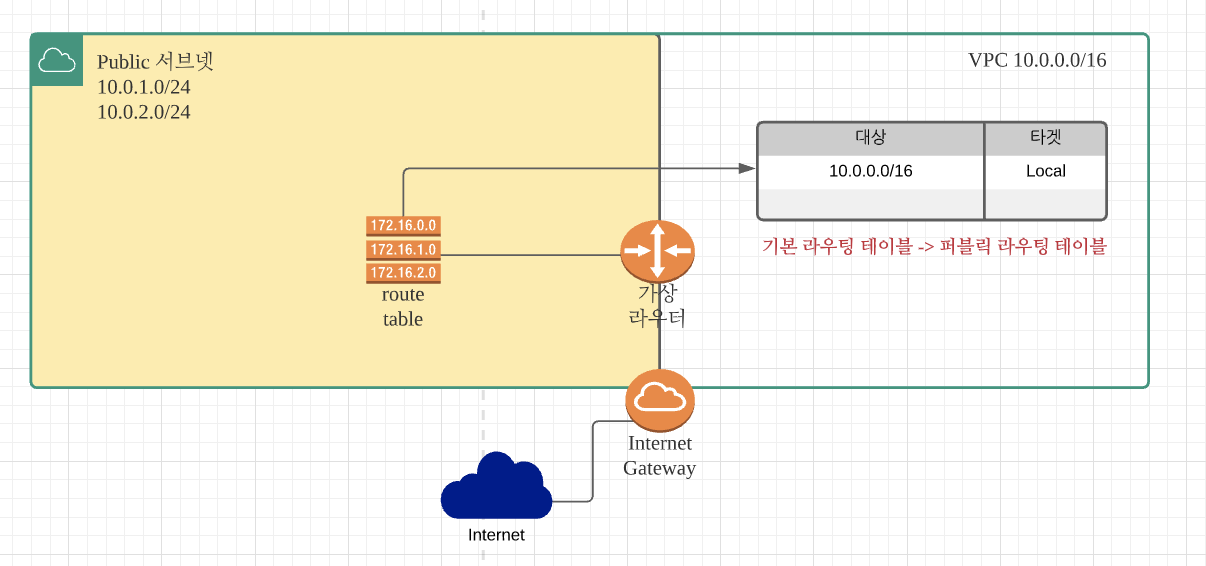 Public 서브넷
10.0.1.0/24
10.0.2.0/24
VPC 10.0.0.0/16
대상 타겟
10.0.0.0/16 Local
기본 라우팅 테이블 -> 퍼블릭 라우팅 테이블
172.16.0.0
172.16.1.0
172.16.2.0
route
table
가상
라우터
Internet
Gateway
Internet